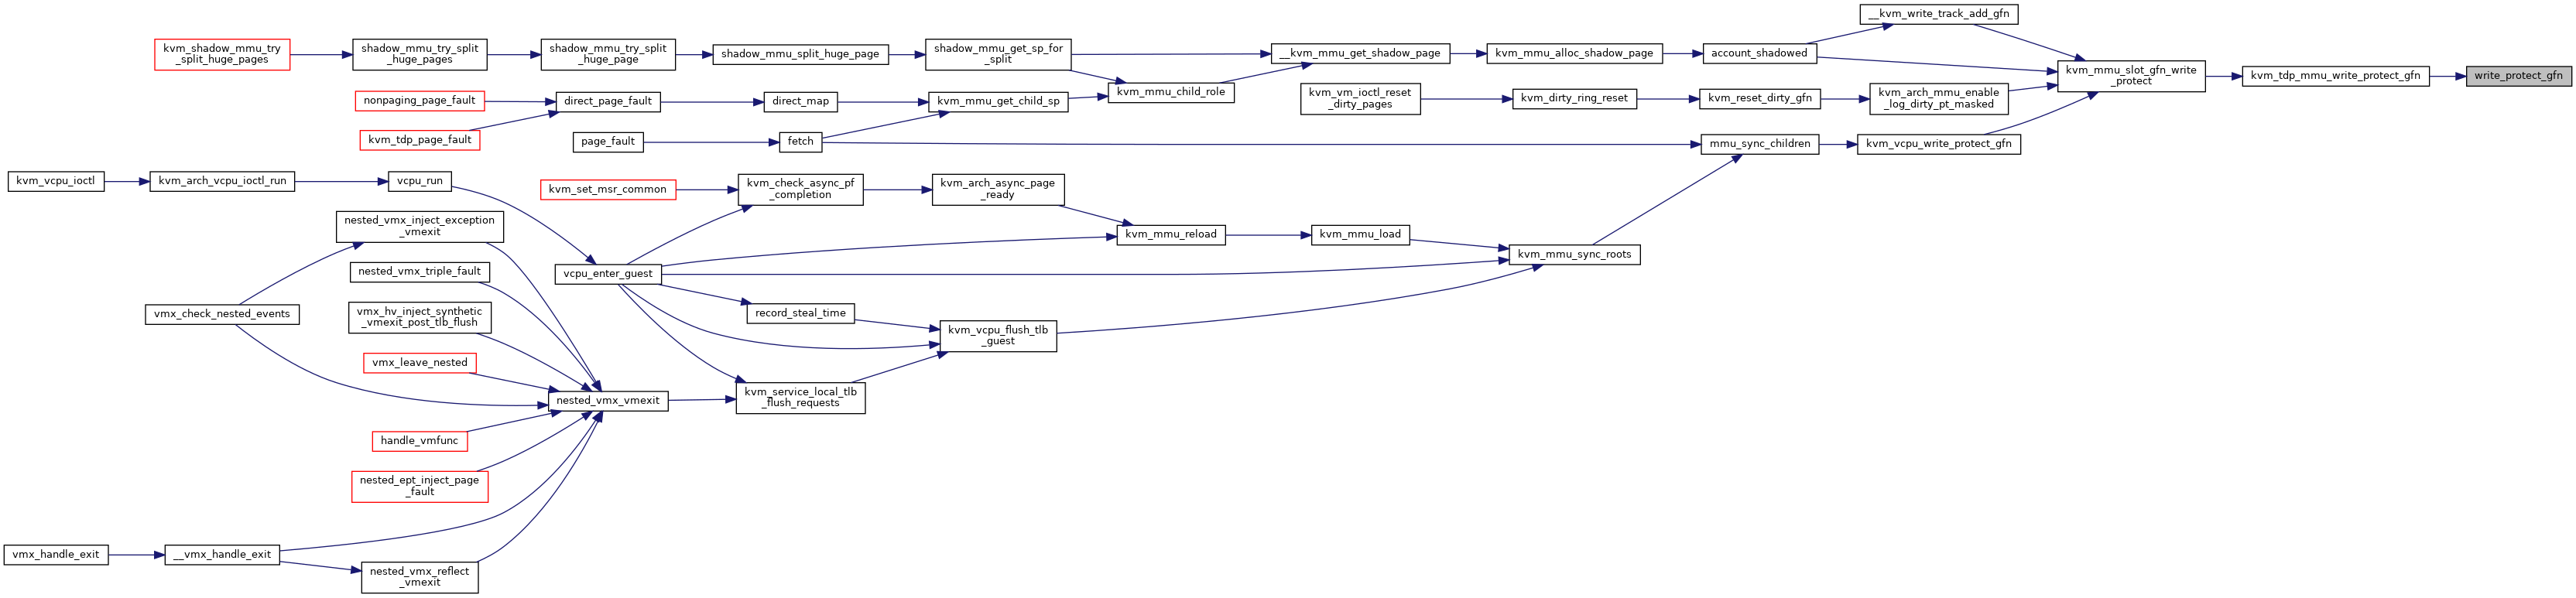 __kvm_write_track_add_gfn
kvm_shadow_mmu_try
_split_huge_pages
shadow_mmu_try_split
_huge_pages
shadow_mmu_try_split
_huge_page
shadow_mmu_split_huge_page
shadow_mmu_get_sp_for
_split
__kvm_mmu_get_shadow_page
kvm_mmu_alloc_shadow_page
account_shadowed
kvm_mmu_slot_gfn_write
_protect
kvm_tdp_mmu_write_protect_gfn
write_protect_gfn
nonpaging_page_fault
direct_page_fault
direct_map
kvm_mmu_get_child_sp
kvm_mmu_child_role
kvm_vm_ioctl_reset
_dirty_pages
kvm_dirty_ring_reset
kvm_reset_dirty_gfn
kvm_arch_mmu_enable
_log_dirty_pt_masked
kvm_tdp_page_fault
page_fault
fetch
mmu_sync_children
kvm_vcpu_write_protect_gfn
kvm_vcpu_ioctl
kvm_arch_vcpu_ioctl_run
vcpu_run
kvm_set_msr_common
kvm_check_async_pf
_completion
kvm_arch_async_page
_ready
nested_vmx_inject_exception
_vmexit
kvm_mmu_reload
kvm_mmu_load
kvm_mmu_sync_roots
nested_vmx_triple_fault
vcpu_enter_guest
vmx_check_nested_events
vmx_hv_inject_synthetic
_vmexit_post_tlb_flush
record_steal_time
kvm_vcpu_flush_tlb
_guest
vmx_leave_nested
nested_vmx_vmexit
kvm_service_local_tlb
_flush_requests
handle_vmfunc
nested_ept_inject_page
_fault
vmx_handle_exit
__vmx_handle_exit
nested_vmx_reflect
_vmexit